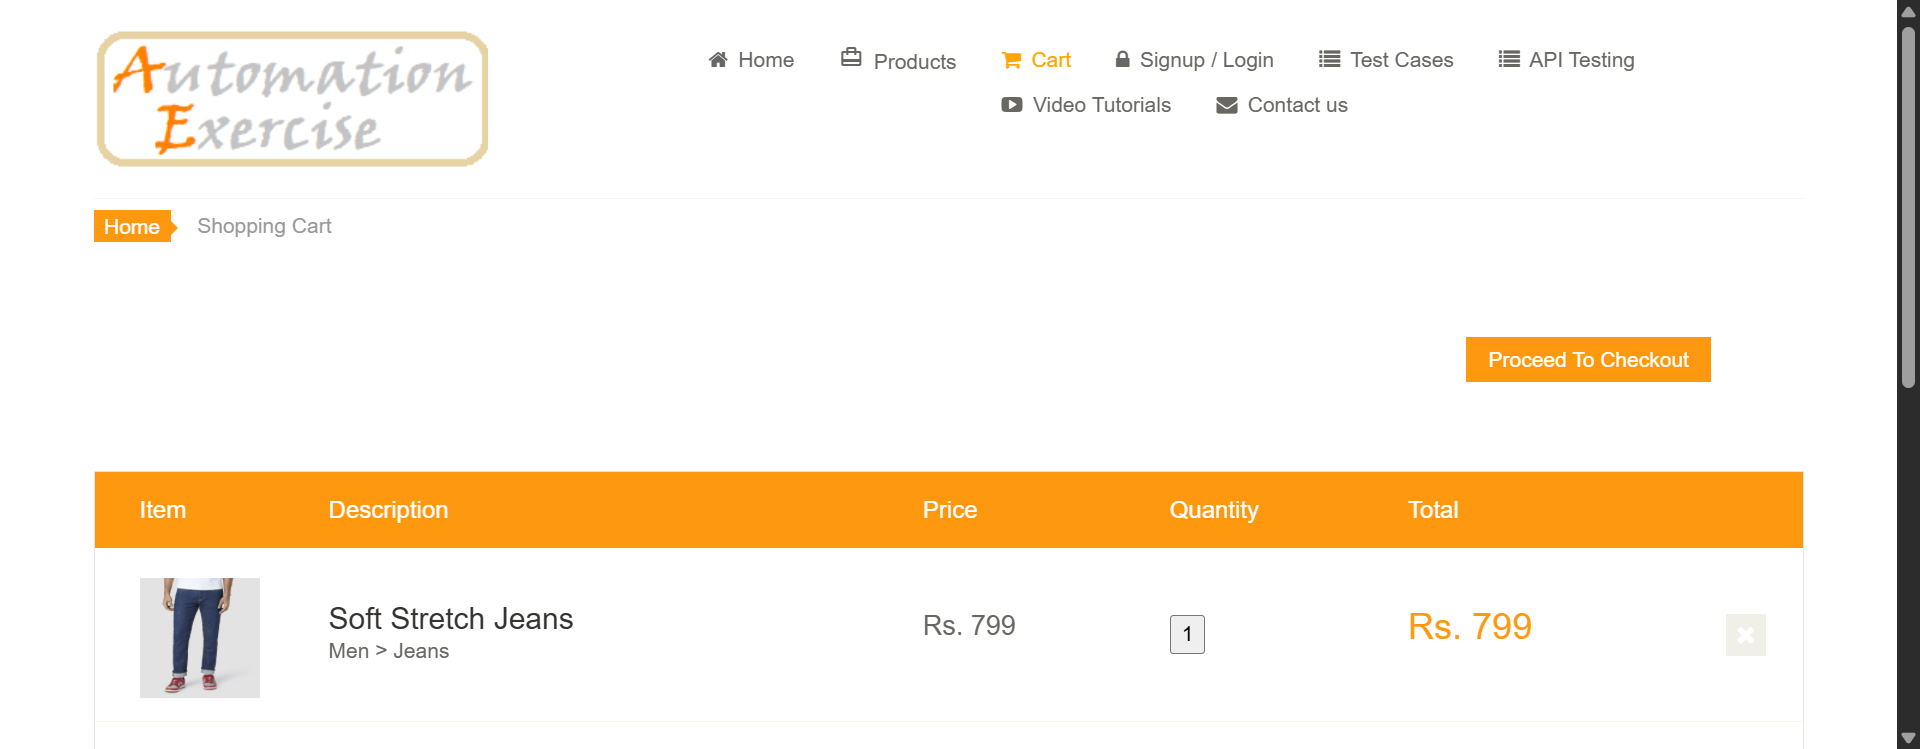 Automation
Exercise
Home
Products
Cart
Signup / Login
Test Cases
API Testing
Video Tutorials
Contact us
Home
Shopping Cart
Proceed To Checkout
Item Description Price Quantity Total
Soft Stretch Jeans
Men > Jeans
Rs. 799
1
Rs. 799